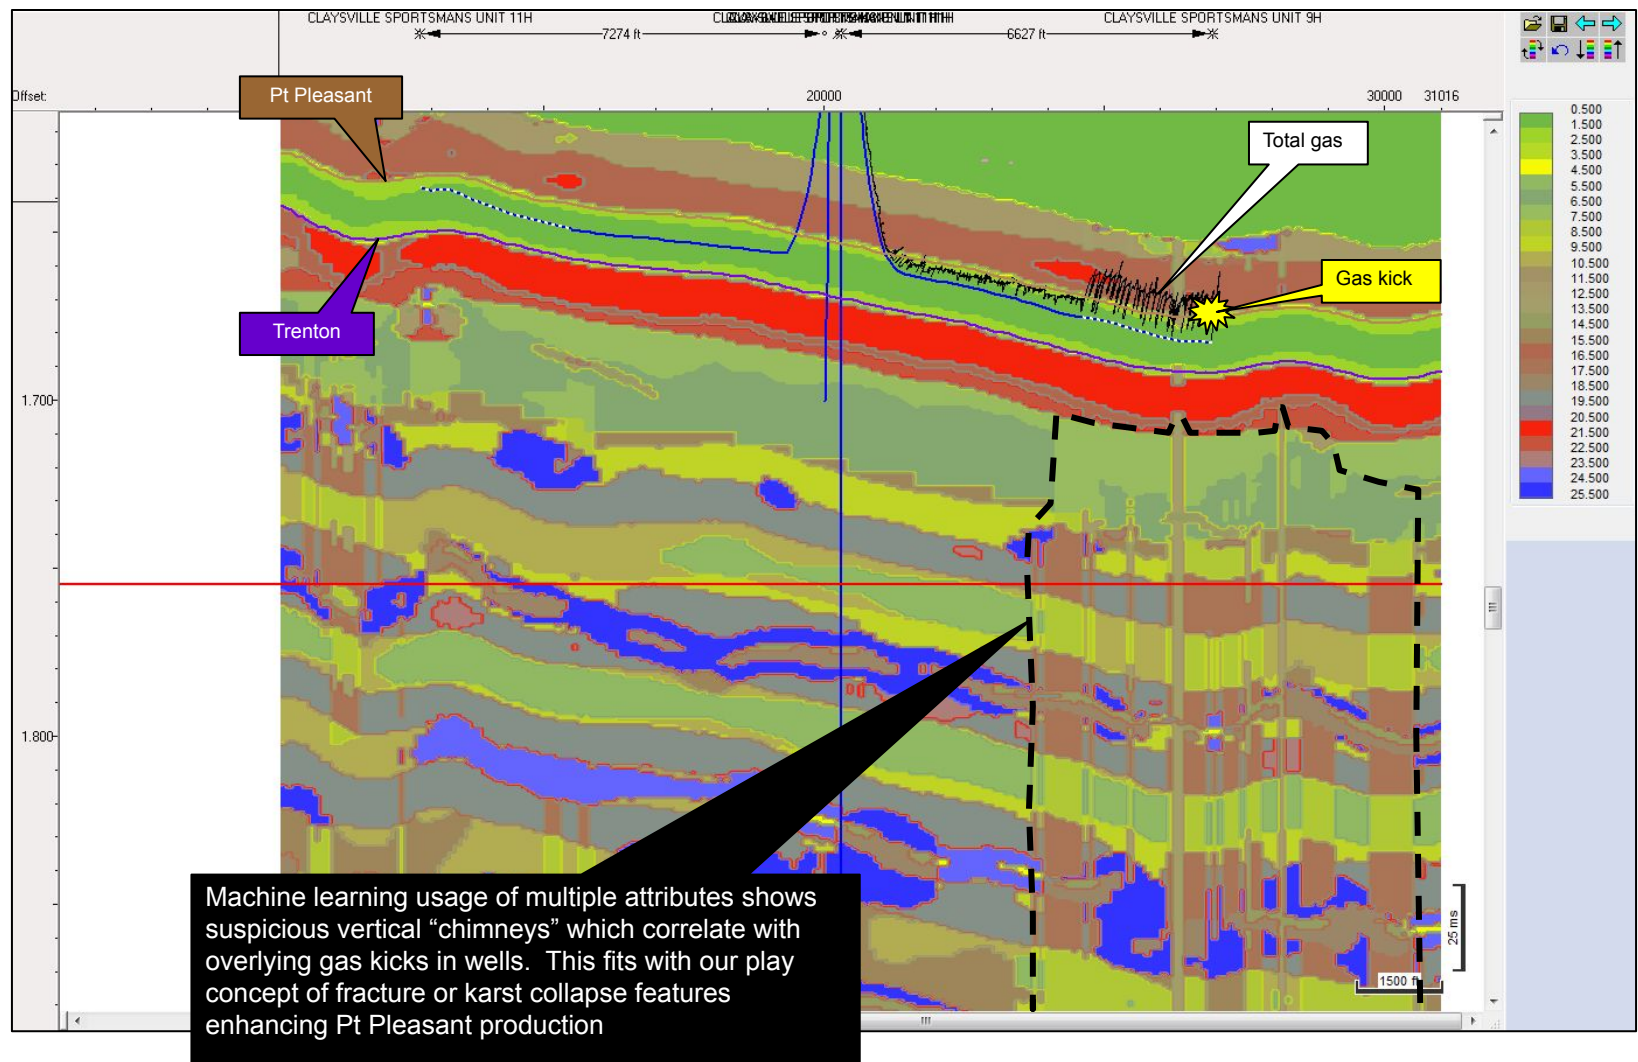 CLAYSVILLE SPORTSMANS UNIT 11H
CLAYSVILLE SPORTSMANS UNIT 9H
7274 ft
6627 ft
Offset:
20000
30000
31016
Pt Pleasant
Total gas
Gas kick
Trenton
1.700
1.800
0.500
1.500
2.500
3.500
4.500
5.500
6.500
7.500
8.500
9.500
10.500
11.500
12.500
13.500
14.500
15.500
16.500
17.500
18.500
19.500
20.500
21.500
22.500
23.500
24.500
25.500
25 ms
1500 ft
Machine learning usage of multiple attributes shows
suspicious vertical “chimneys” which correlate with
overlying gas kicks in wells.  This fits with our play
concept of fracture or karst collapse features
enhancing Pt Pleasant production